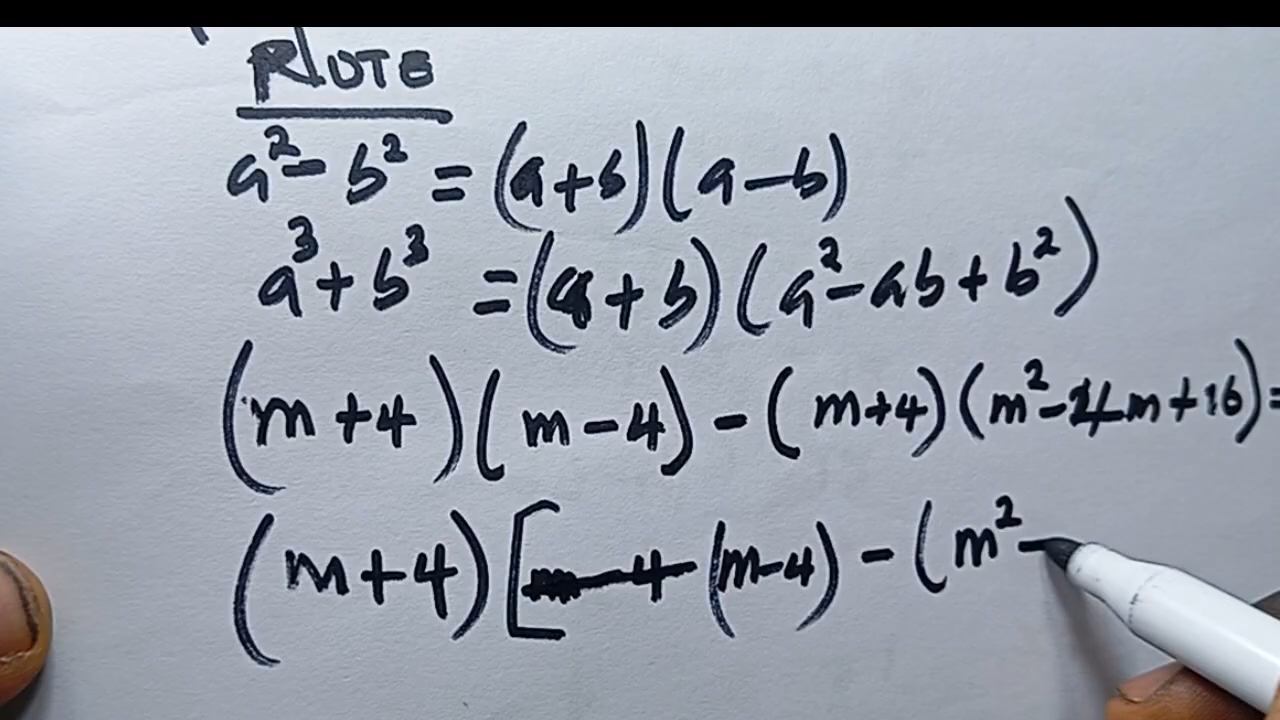 NOTE
a² - b² = (a+b)(a-b)
a³ + b³ = (a+b)(a² - ab + b²)
(m+4)(m-4) - (m+4)(m² - 4m + 16) =
(m+4)[(m-4) - (m² -